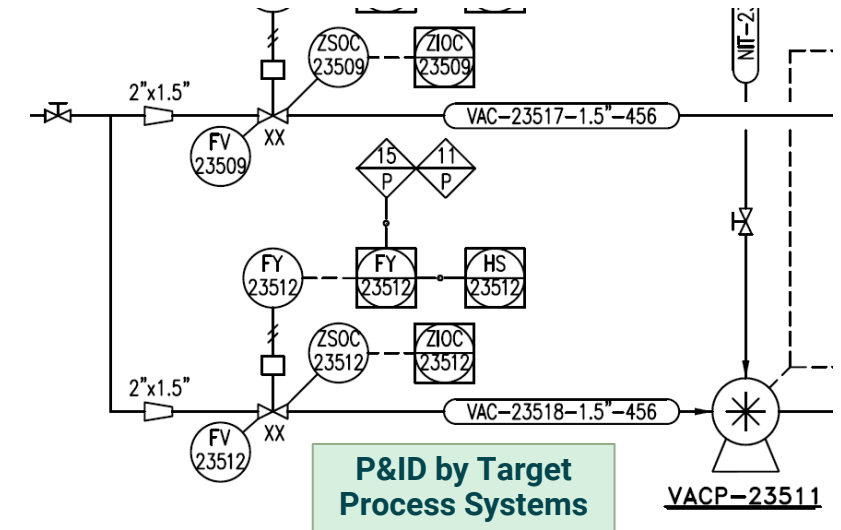 ZSOC
23509
ZIOC
23509
NIT-2
2"x1.5"
VAC-23517-1.5"-456
FV
23509
XX
15
P
11
P
FY
23512
FY
23512
HS
23512
ZSOC
23512
ZIOC
23512
2"x1.5"
VAC-23518-1.5"-456
FV
23512
XX
P&ID by Target
Process Systems
VACP-23511